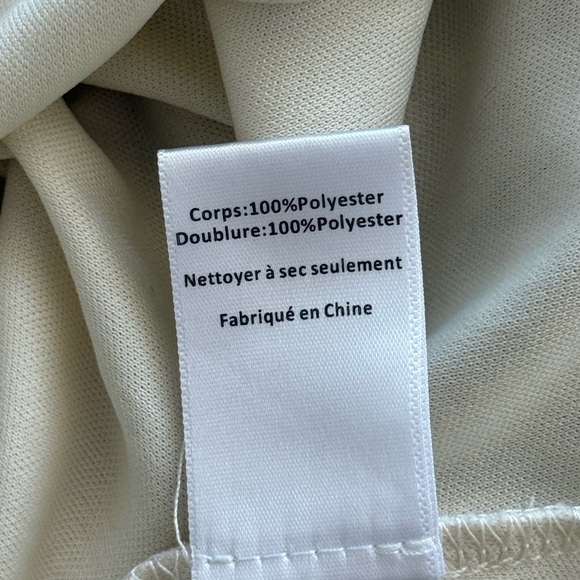 Corps:100%Polyester
Doublure:100%Polyester
Nettoyer à sec seulement
Fabriqué en Chine